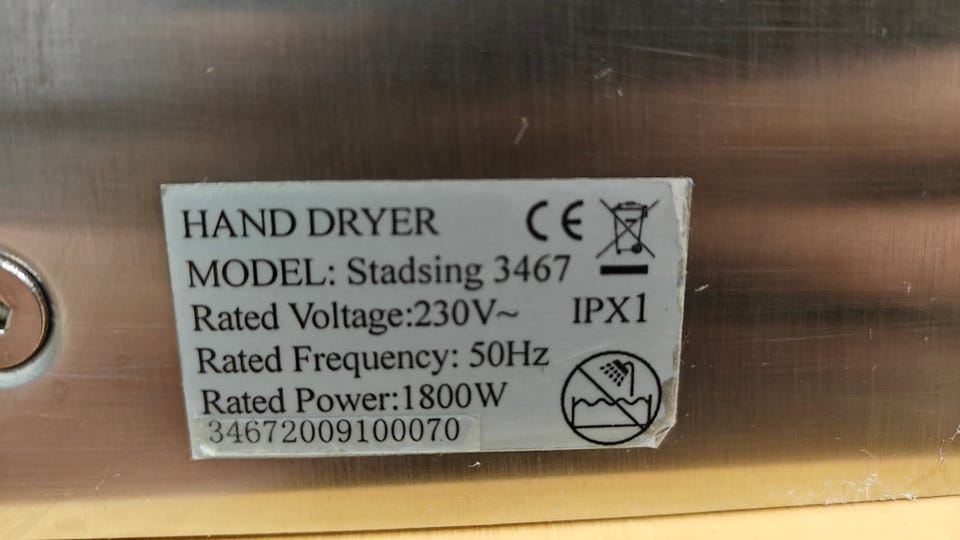 HAND DRYER CE
MODEL: Stadsing 3467
Rated Voltage:230V~ IPX1
Rated Frequency: 50Hz
Rated Power:1800W
34672009100070